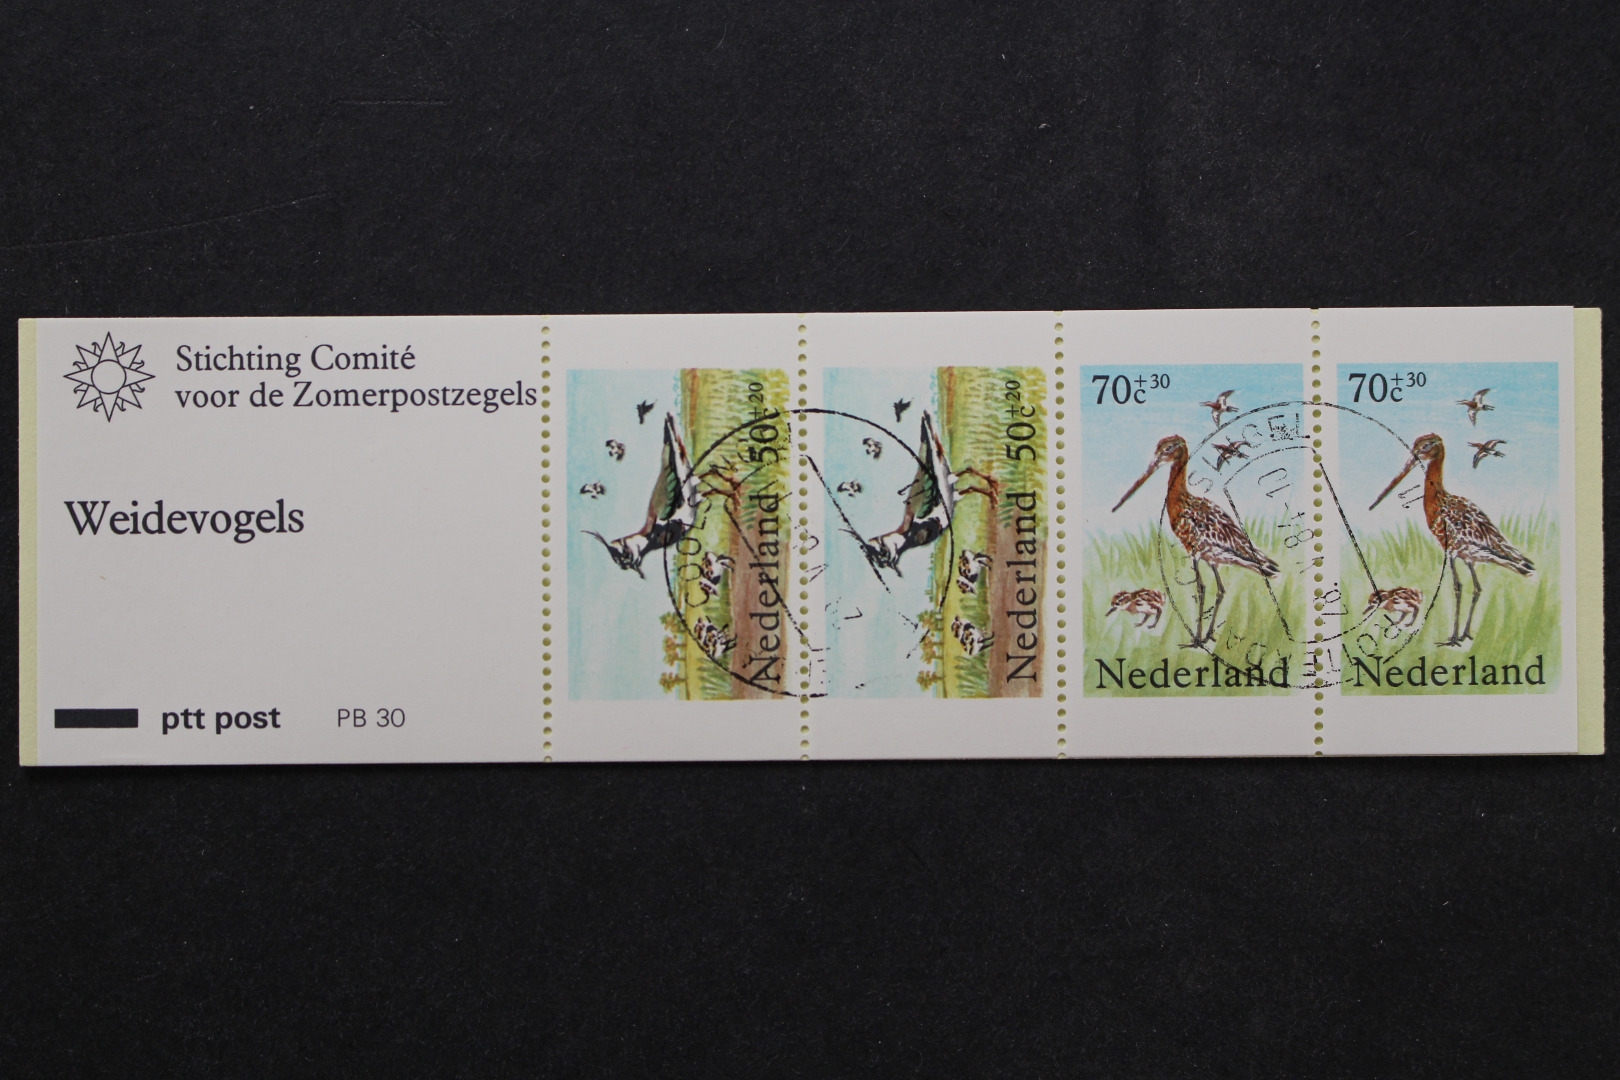 Stichting Comité
voor de Zomerpostzegels
Weidevogels
ptt post PB 30
50c+20
Nederland
50c+20
Nederland
70c+30
Nederland
70c+30
Nederland
ROTTERDAM